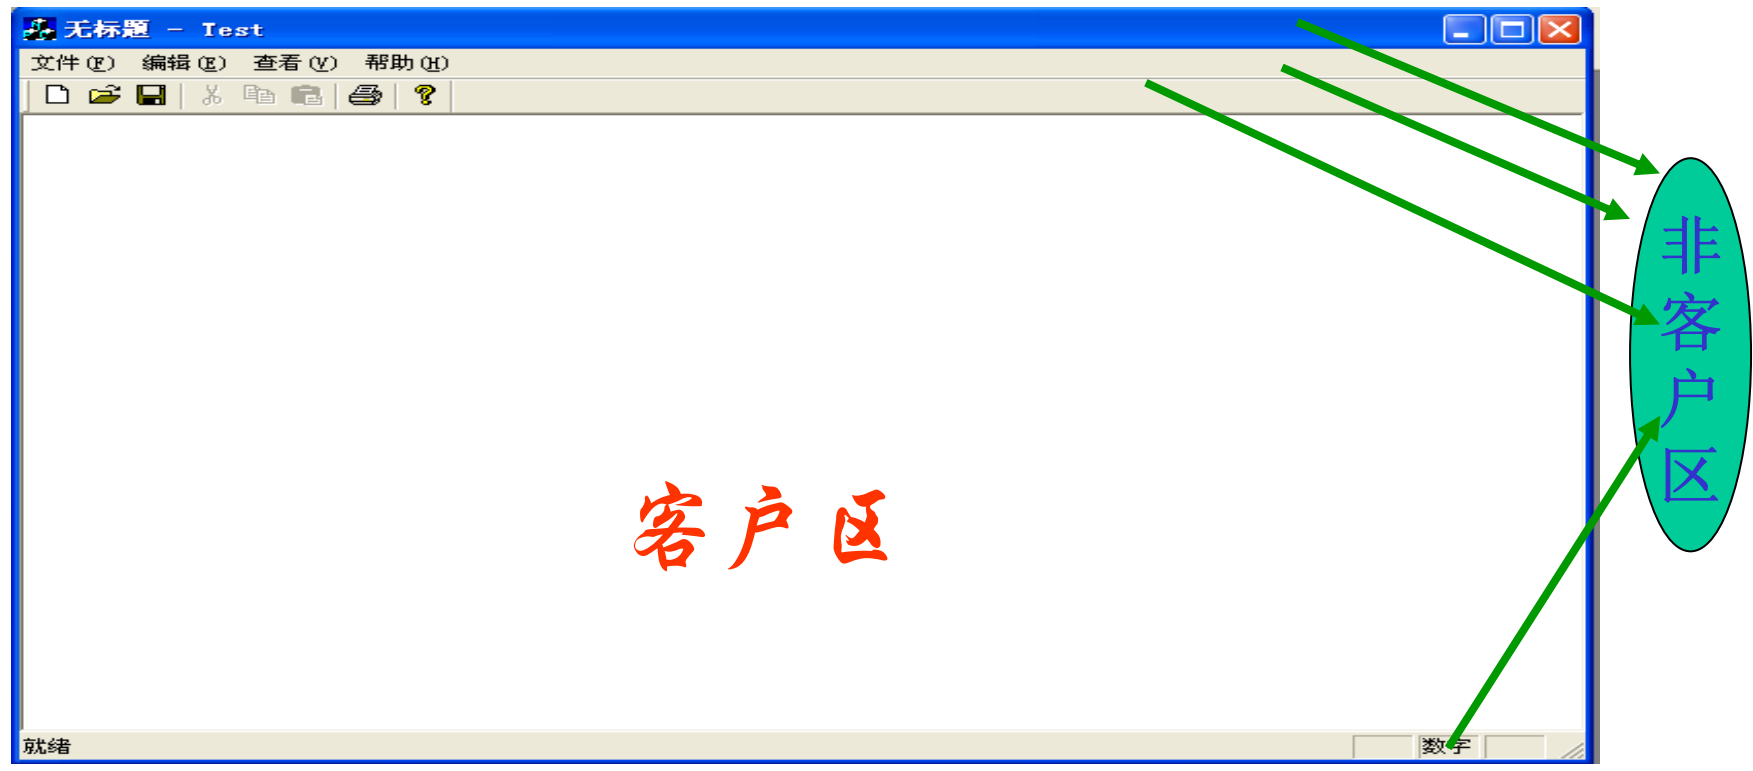 无标题 - Test
文件(F) 编辑(E) 查看(V) 帮助(H)
非客户区
客户区
就绪
数字